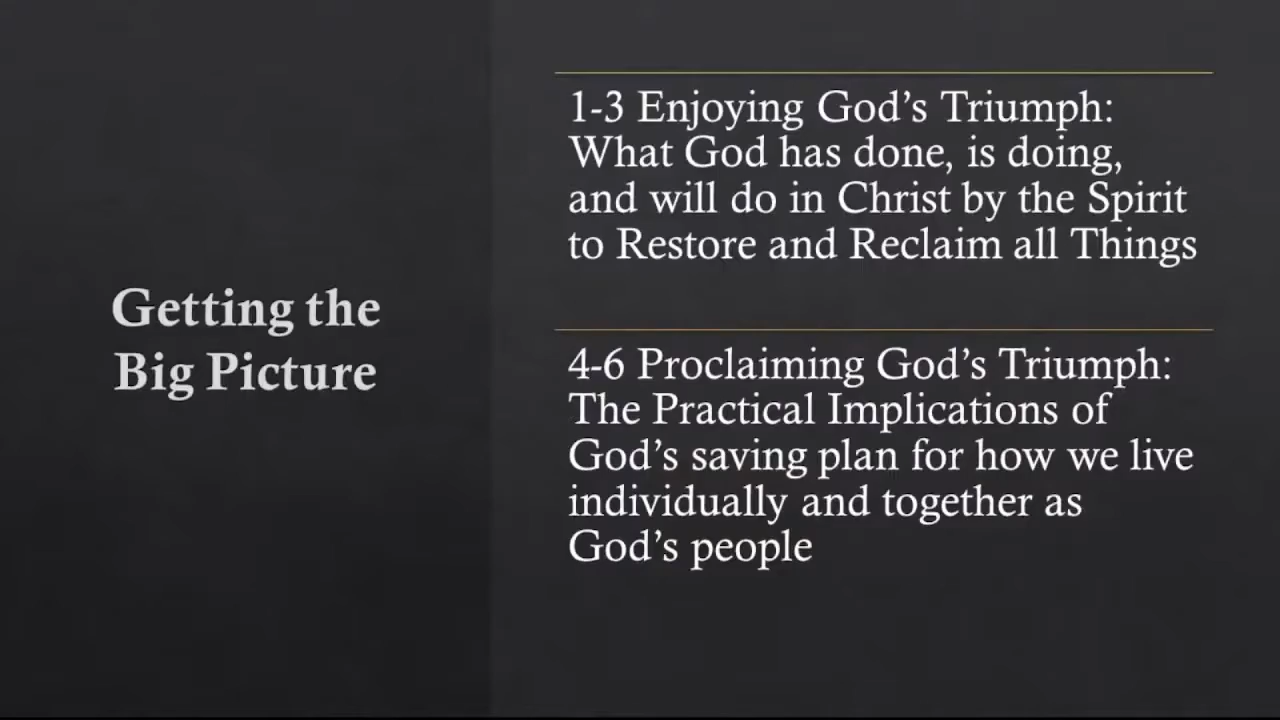 Getting the
Big Picture
1-3 Enjoying God’s Triumph:
What God has done, is doing,
and will do in Christ by the Spirit
to Restore and Reclaim all Things
4-6 Proclaiming God’s Triumph:
The Practical Implications of
God’s saving plan for how we live
individually and together as
God’s people